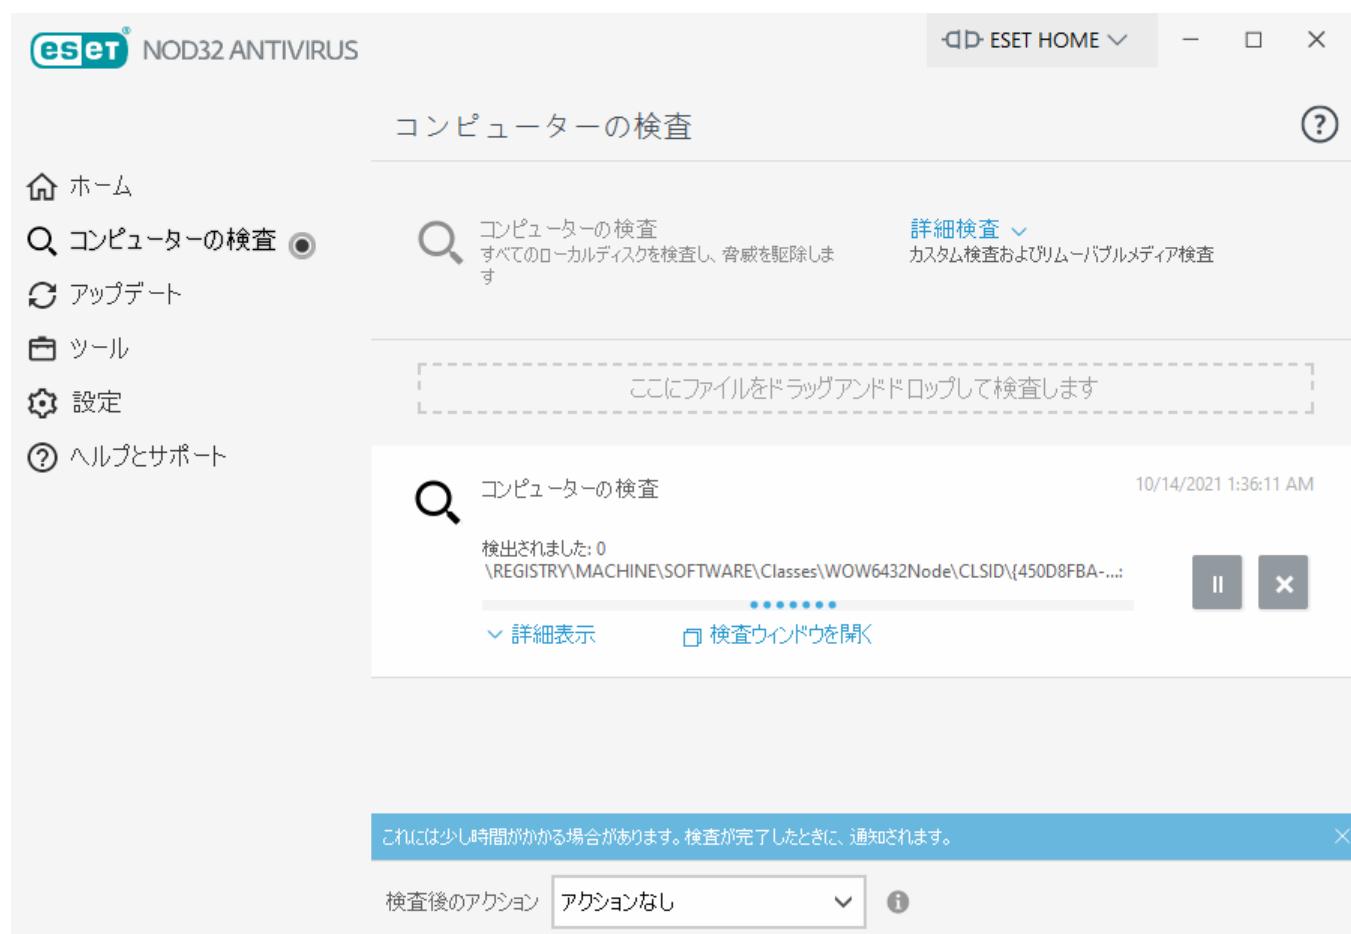 eset® NOD32 ANTIVIRUS
ESET HOME
コンピューターの検査
ホーム
コンピューターの検査
アップデート
ツール
設定
ヘルプとサポート
コンピューターの検査
すべてのローカルディスクを検査し、脅威を駆除しま
す
詳細検査
カスタム検査およびリムーバブルメディア検査
ここにファイルをドラッグアンドドロップして検査します
コンピューターの検査
10/14/2021 1:36:11 AM
検出されました: 0
\REGISTRY\MACHINE\SOFTWARE\Classes\WOW6432Node\CLSID\{450D8FBA-...:
詳細表示
検査ウィンドウを開く
これには少し時間がかかる場合があります。検査が完了したときに、通知されます。
検査後のアクション
アクションなし